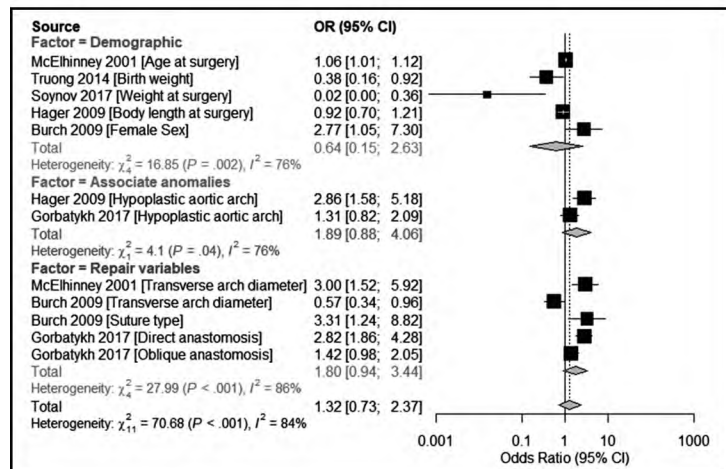 Source OR (95% CI)
Factor = Demographic
McElhinney 2001 [Age at surgery] 1.06 [1.01; 1.12]
Truong 2014 [Birth weight] 0.38 [0.16; 0.92]
Soynov 2017 [Weight at surgery] 0.02 [0.00; 0.36]
Hager 2009 [Body length at surgery] 0.92 [0.70; 1.21]
Burch 2009 [Female Sex] 2.77 [1.05; 7.30]
Total 0.64 [0.15; 2.63]
Heterogeneity: χ²₄ = 16.85 (P = .002), I² = 76%
Factor = Associate anomalies
Hager 2009 [Hypoplastic aortic arch] 2.86 [1.58; 5.18]
Gorbatykh 2017 [Hypoplastic aortic arch] 1.31 [0.82; 2.09]
Total 1.89 [0.88; 4.06]
Heterogeneity: χ²₁ = 4.1 (P = .04), I² = 76%
Factor = Repair variables
McElhinney 2001 [Transverse arch diameter] 3.00 [1.52; 5.92]
Burch 2009 [Transverse arch diameter] 0.57 [0.34; 0.96]
Burch 2009 [Suture type] 3.31 [1.24; 8.82]
Gorbatykh 2017 [Direct anastomosis] 2.82 [1.86; 4.28]
Gorbatykh 2017 [Oblique anastomosis] 1.42 [0.98; 2.05]
Total 1.80 [0.94; 3.44]
Heterogeneity: χ²₄ = 27.99 (P < .001), I² = 86%
Total 1.32 [0.73; 2.37]
Heterogeneity: χ²₁₁ = 70.68 (P < .001), I² = 84%
0.001 0.1 1 10 1000
Odds Ratio (95% CI)